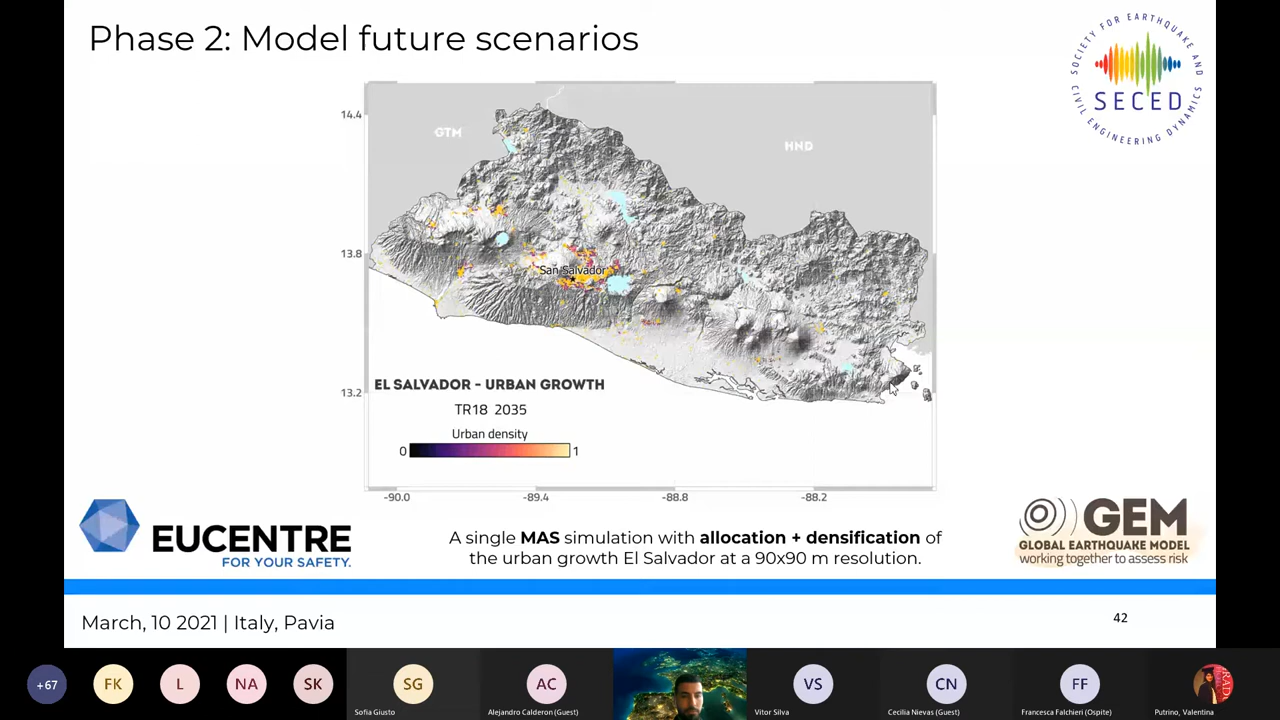 Phase 2: Model future scenarios
SOCIETY FOR EARTHQUAKE AND
CIVIL ENGINEERING DYNAMICS
SECED
14.4
13.8
13.2
GTM
HND
San Salvador
EL SALVADOR - URBAN GROWTH
TR18 2035
Urban density
0 1
-90.0 -89.4 -88.8 -88.2
EUCENTRE
FOR YOUR SAFETY.
A single MAS simulation with allocation + densification of
the urban growth El Salvador at a 90x90 m resolution.
GEM
GLOBAL EARTHQUAKE MODEL
working together to assess risk
March, 10 2021 | Italy, Pavia
42
+67 FK L NA SK SG AC VS CN FF
Sofia Giusto
Alejandro Calderon (Guest)
Vitor Silva
Cecilia Nievas (Guest)
Francesca Falchieri (Ospite)
Putrino, Valentina